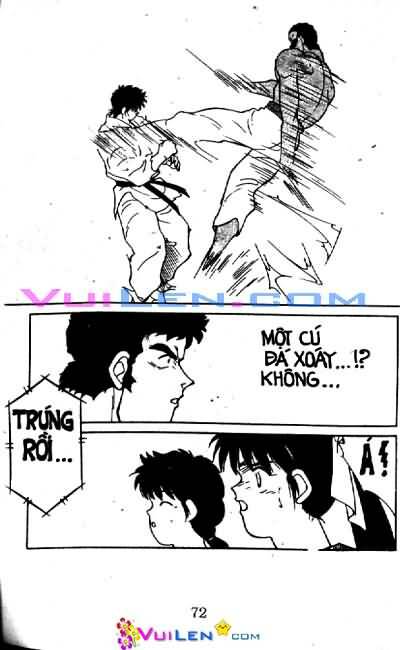 VuiLen.com
MỘT CÚ
ĐÁ XOÁY...!?
KHÔNG...
TRÚNG
RỒI...
Á!
72
VuiLen.com